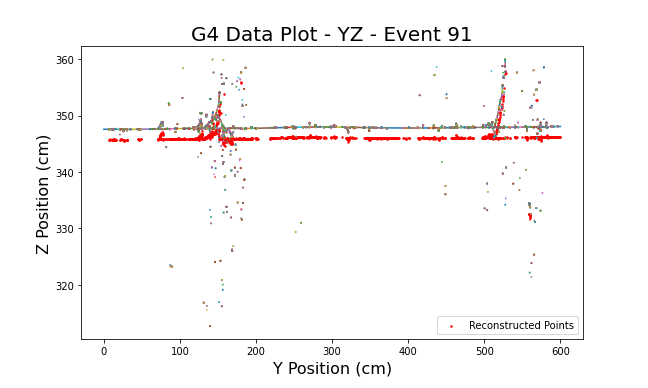 G4 Data Plot - YZ - Event 91
360
350
340
330
320
Z Position (cm)
Reconstructed Points
0 100 200 300 400 500 600
Y Position (cm)